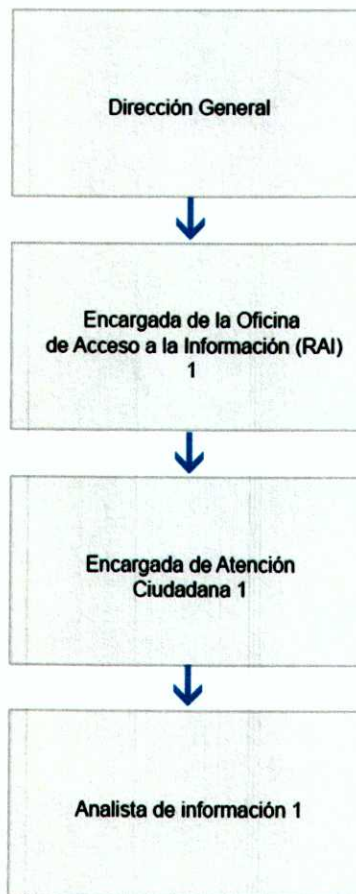 Dirección General
Encargada de la Oficina
de Acceso a la Información (RAI)
1
Encargada de Atención
Ciudadana 1
Analista de información 1